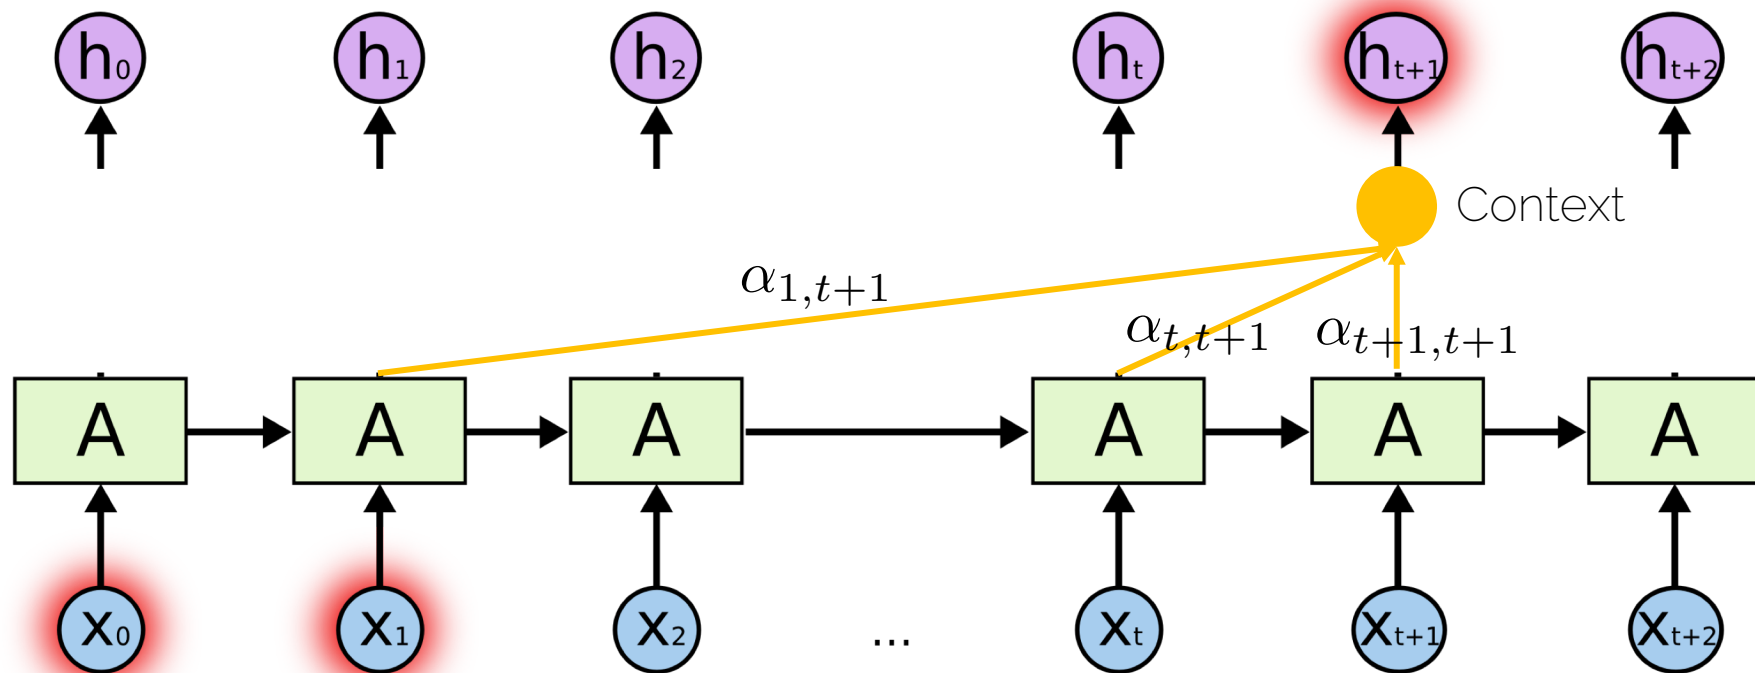 h₀ h₁ h₂ hₜ hₜ₊₁ hₜ₊₂
Context
α₁,ₜ₊₁
αₜ,ₜ₊₁ αₜ₊₁,ₜ₊₁
A A A A A A
x₀ x₁ x₂ ... xₜ xₜ₊₁ xₜ₊₂